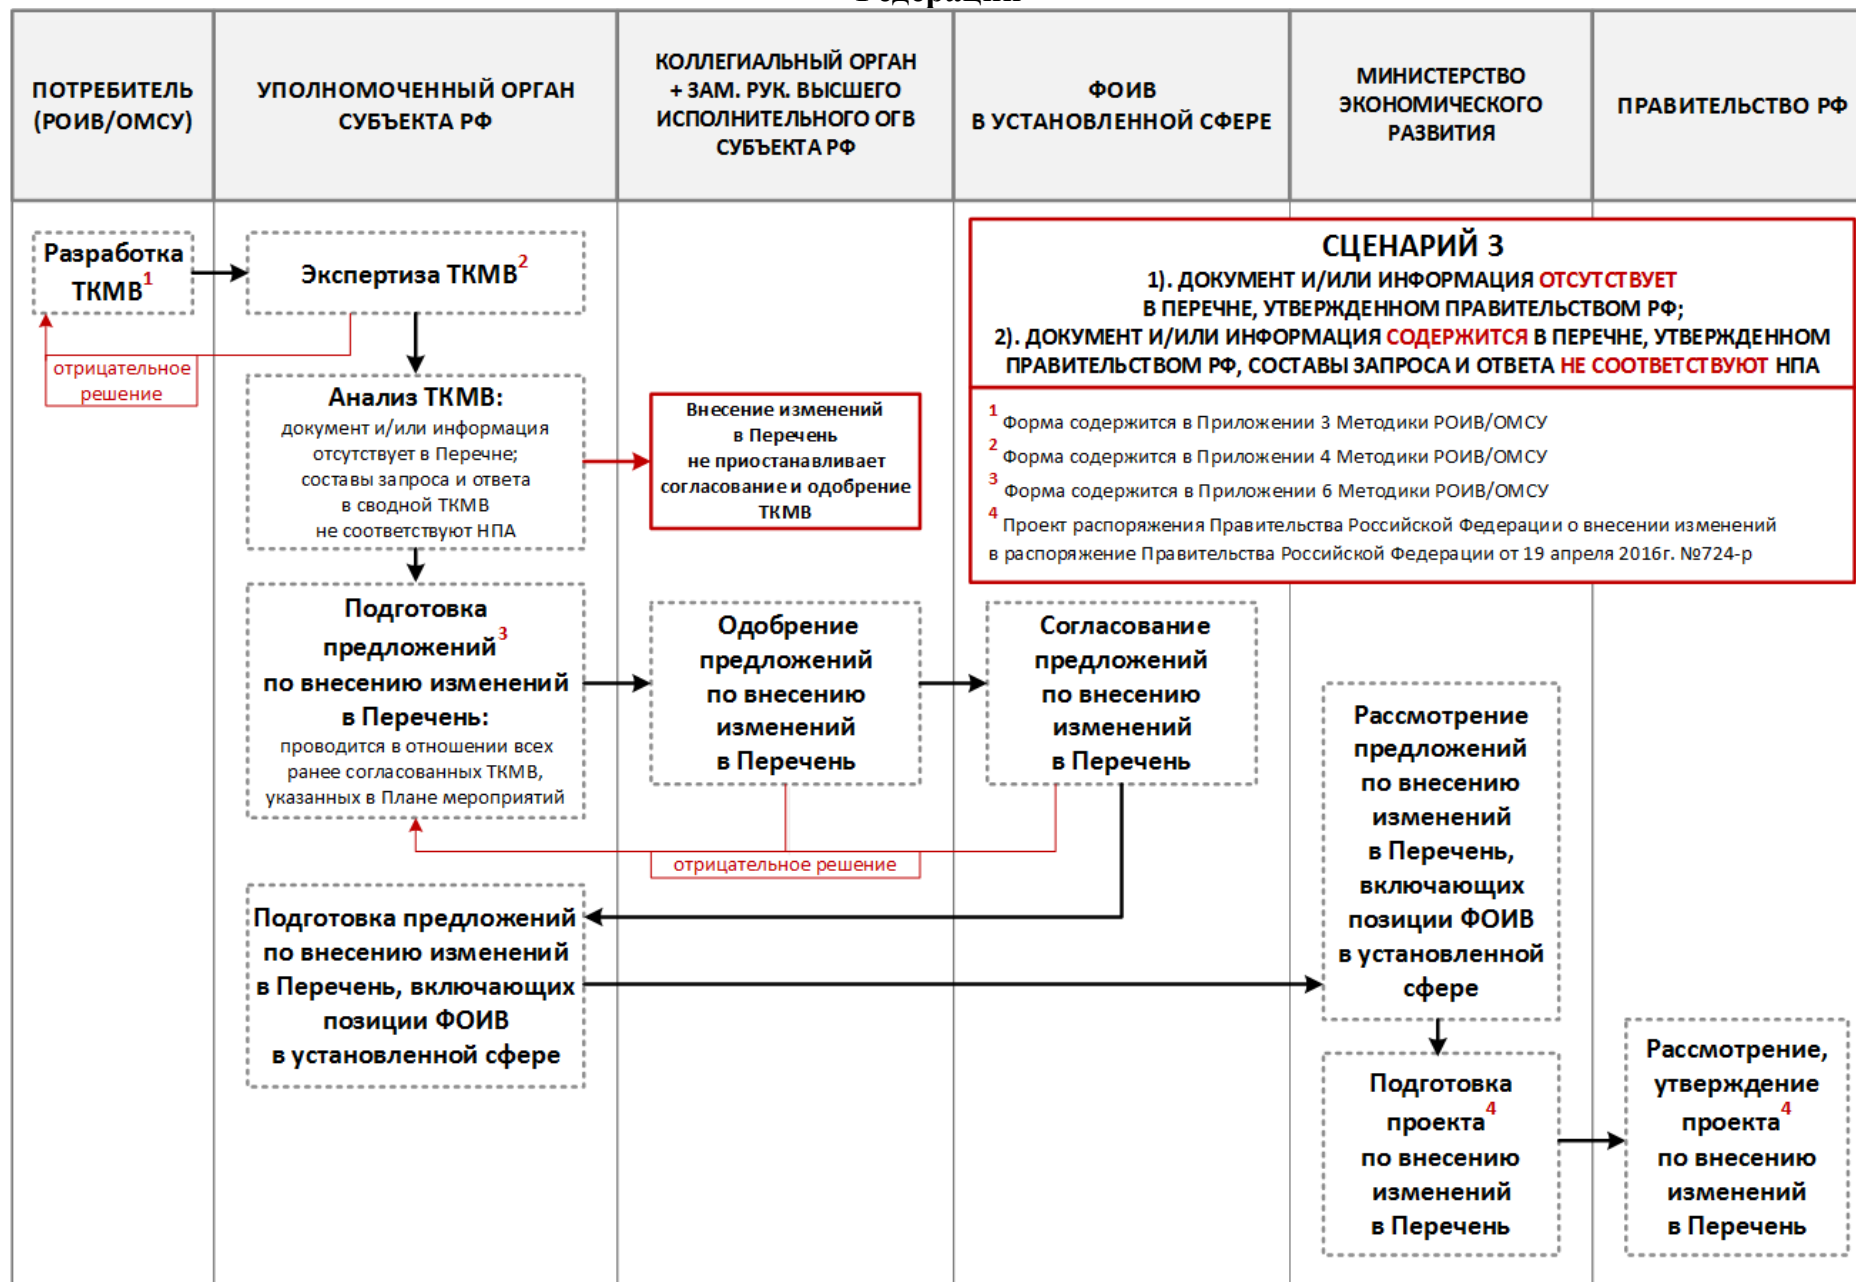 Федерации
ПОТРЕБИТЕЛЬ
(РОИВ/ОМСУ)
УПОЛНОМОЧЕННЫЙ ОРГАН
СУБЪЕКТА РФ
КОЛЛЕГИАЛЬНЫЙ ОРГАН
+ ЗАМ. РУК. ВЫСШЕГО
ИСПОЛНИТЕЛЬНОГО ОГВ
СУБЪЕКТА РФ
ФОИВ
В УСТАНОВЛЕННОЙ СФЕРЕ
МИНИСТЕРСТВО
ЭКОНОМИЧЕСКОГО
РАЗВИТИЯ
ПРАВИТЕЛЬСТВО РФ
Разработка
ТКМВ1
Экспертиза ТКМВ2
отрицательное
решение
СЦЕНАРИЙ 3
1). ДОКУМЕНТ И/ИЛИ ИНФОРМАЦИЯ ОТСУТСТВУЕТ
В ПЕРЕЧНЕ, УТВЕРЖДЕННОМ ПРАВИТЕЛЬСТВОМ РФ;
2). ДОКУМЕНТ И/ИЛИ ИНФОРМАЦИЯ СОДЕРЖИТСЯ В ПЕРЕЧНЕ, УТВЕРЖДЕННОМ
ПРАВИТЕЛЬСТВОМ РФ, СОСТАВЫ ЗАПРОСА И ОТВЕТА НЕ СООТВЕТСТВУЮТ НПА
1 Форма содержится в Приложении 3 Методики РОИВ/ОМСУ
2 Форма содержится в Приложении 4 Методики РОИВ/ОМСУ
3 Форма содержится в Приложении 6 Методики РОИВ/ОМСУ
4 Проект распоряжения Правительства Российской Федерации о внесении изменений
в распоряжение Правительства Российской Федерации от 19 апреля 2016г. №724-р
Анализ ТКМВ:
документ и/или информация
отсутствует в Перечне;
составы запроса и ответа
в сводной ТКМВ
не соответствуют НПА
Внесение изменений
в Перечень
не приостанавливает
согласование и одобрение
ТКМВ
Подготовка
предложений3
по внесению изменений
в Перечень:
проводится в отношении всех
ранее согласованных ТКМВ,
указанных в Плане мероприятий
Одобрение
предложений
по внесению
изменений
в Перечень
Согласование
предложений
по внесению
изменений
в Перечень
отрицательное решение
Подготовка предложений
по внесению изменений
в Перечень, включающих
позиции ФОИВ
в установленной сфере
Рассмотрение
предложений
по внесению
изменений
в Перечень,
включающих
позиции ФОИВ
в установленной
сфере
Подготовка
проекта4
по внесению
изменений
в Перечень
Рассмотрение,
утверждение
проекта4
по внесению
изменений
в Перечень